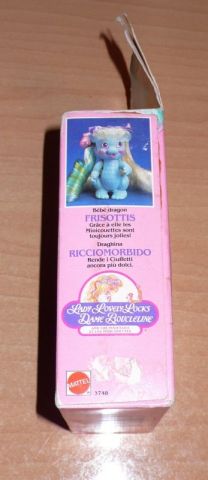 Bébé dragon
FRISOTTIS
Grâce à elle les
Minicouettes sont
toujours jolies!
Draghina
RICCIOMORBIDO
Rende i Ciuffetti
ancora più dolci.
Lady Lovely Locks
Dame Boucleline
MATTEL
3748